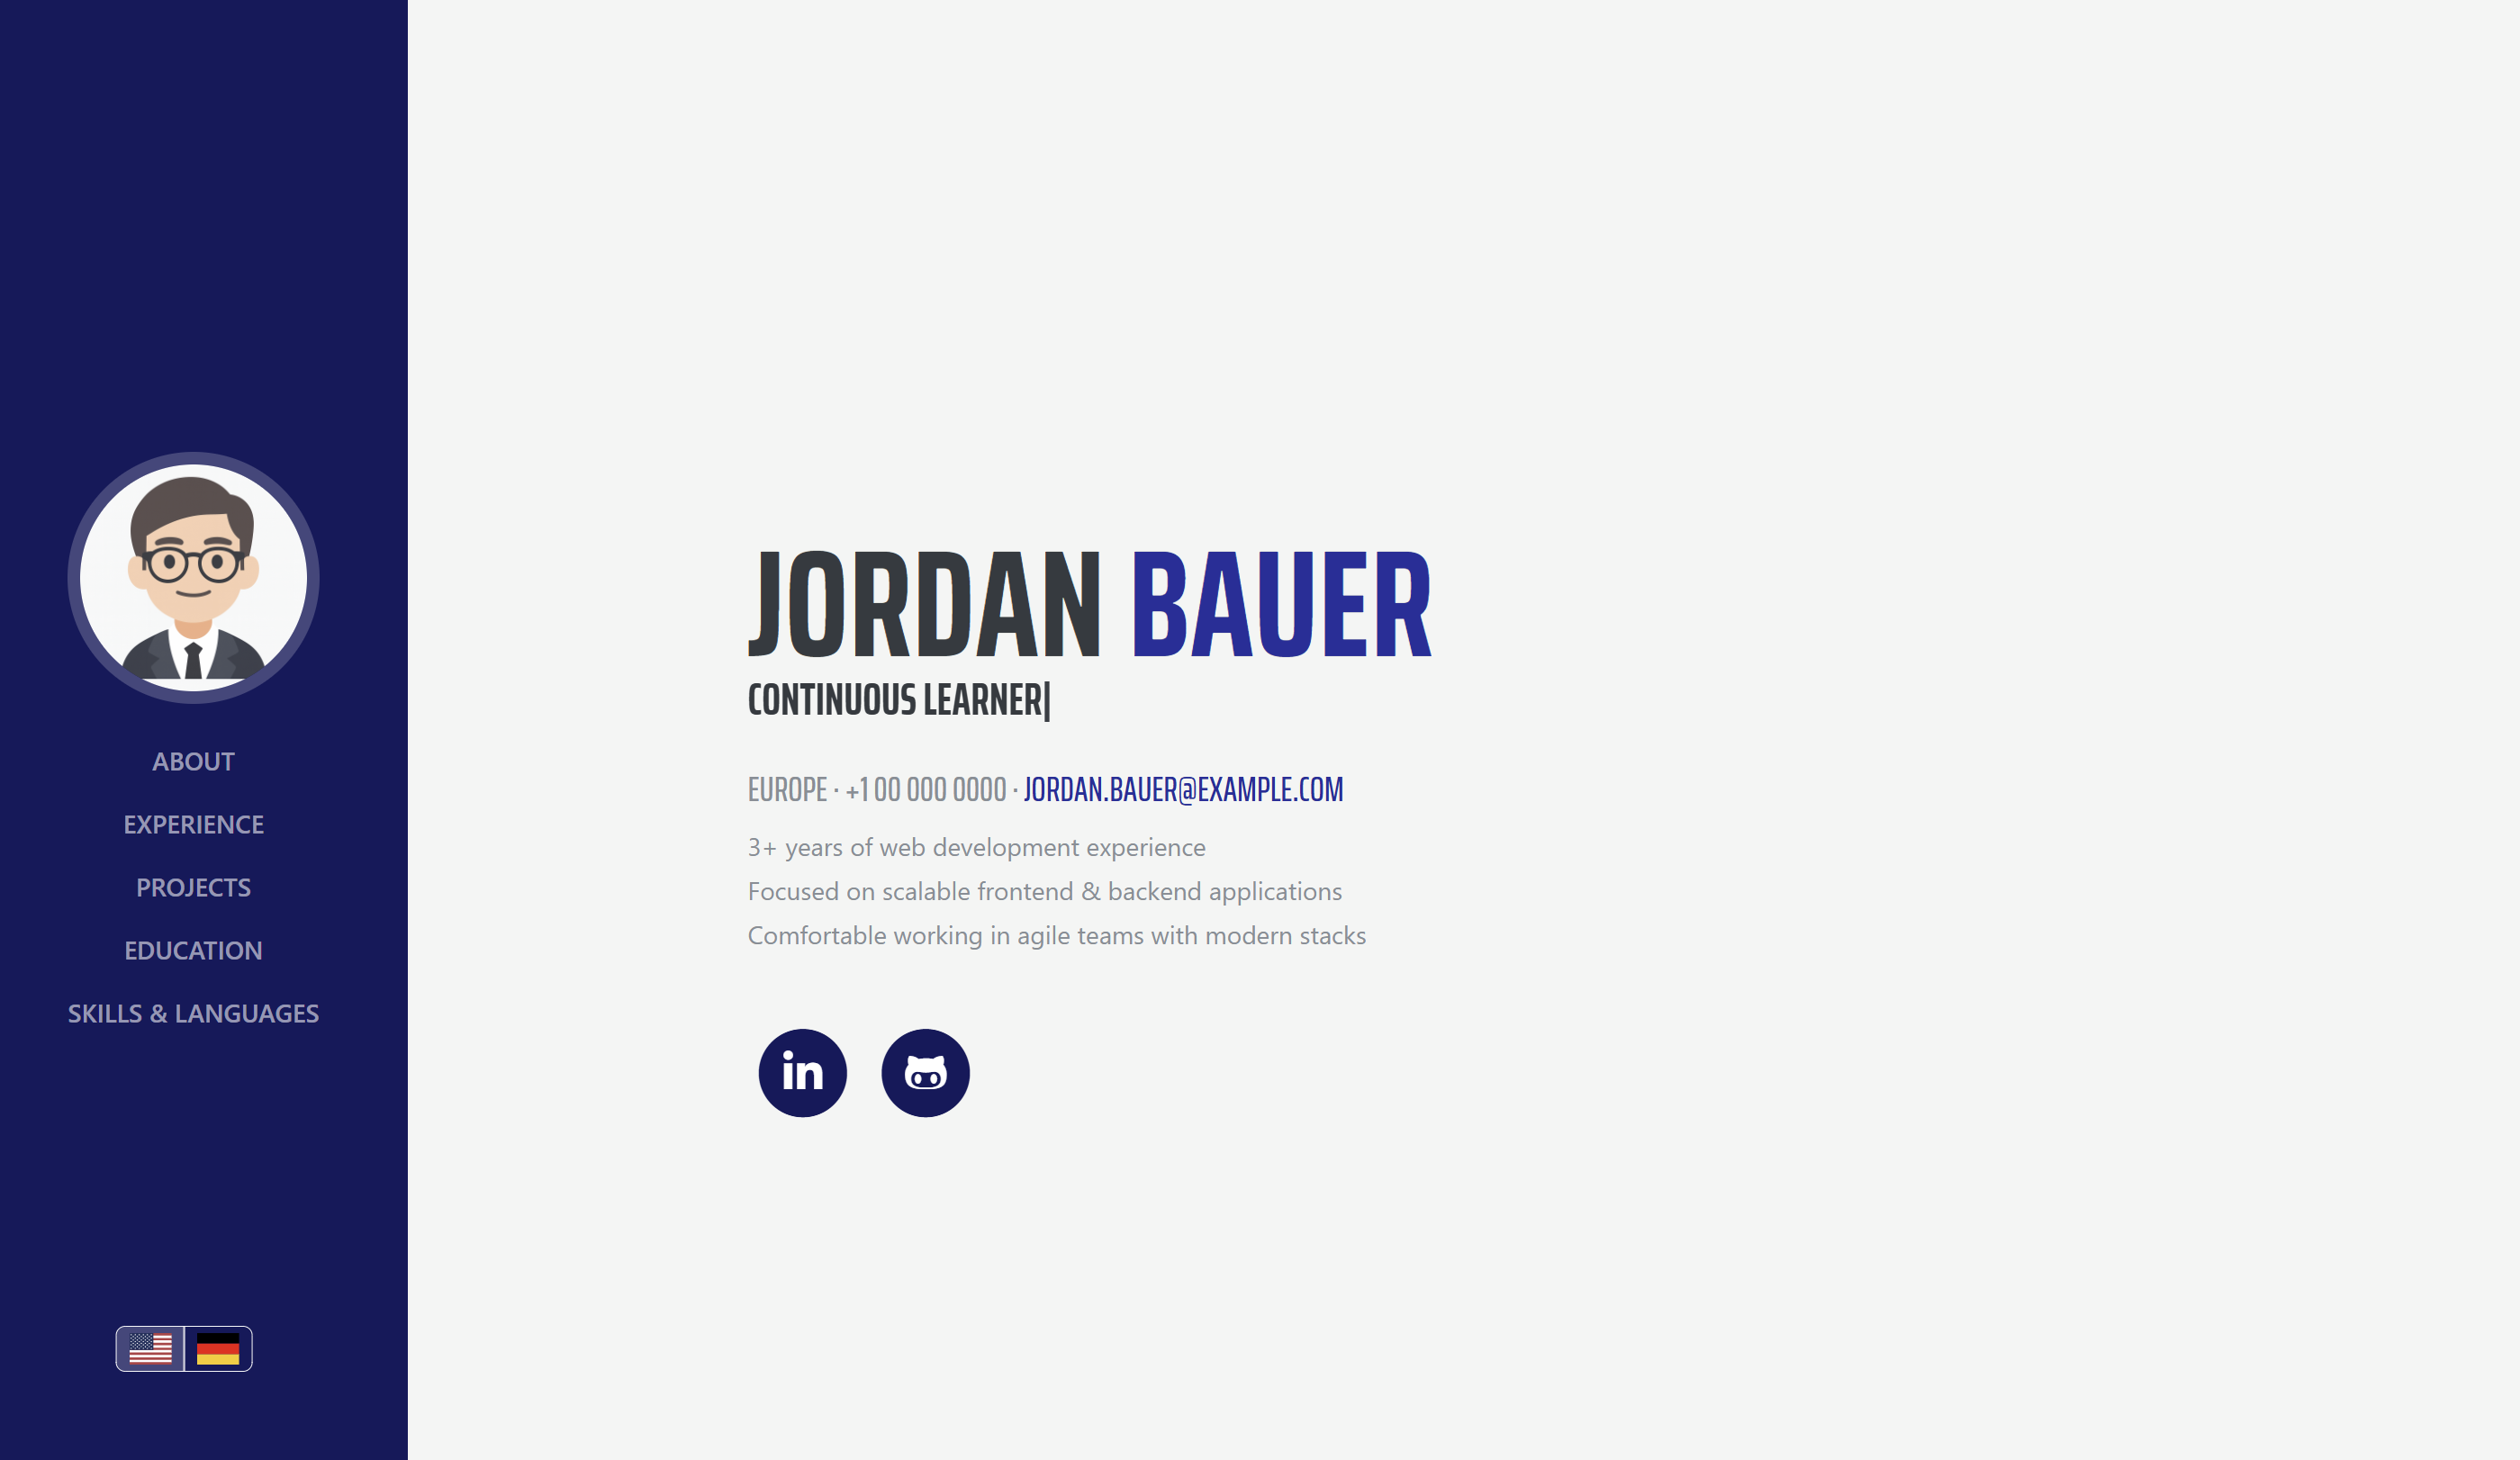 ABOUT
EXPERIENCE
PROJECTS
EDUCATION
SKILLS & LANGUAGES
JORDAN BAUER
CONTINUOUS LEARNER|
EUROPE · +1 00 000 0000 · JORDAN.BAUER@EXAMPLE.COM
3+ years of web development experience
Focused on scalable frontend & backend applications
Comfortable working in agile teams with modern stacks
in